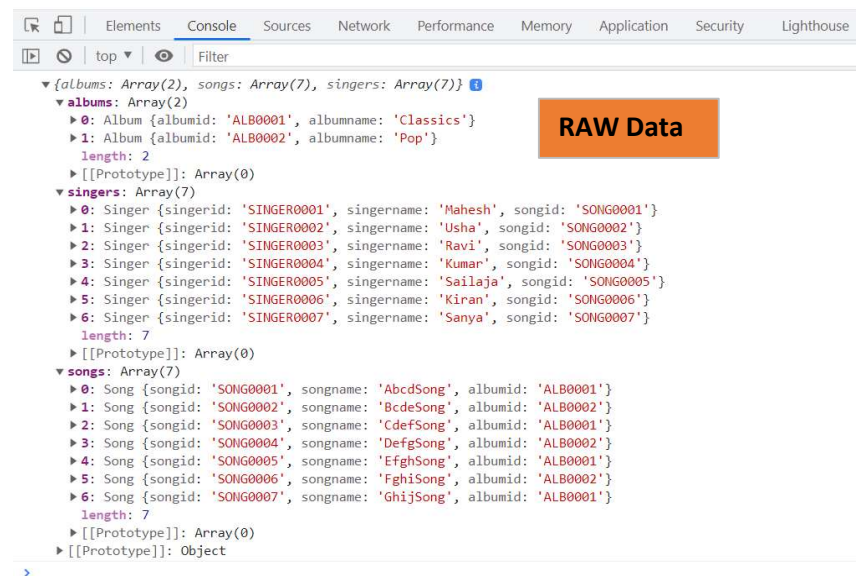 Elements Console Sources Network Performance Memory Application Security Lighthouse
top ▼ Filter
▼ {albums: Array(2), songs: Array(7), singers: Array(7)} i
▼ albums: Array(2)
▶ 0: Album {albumid: 'ALB0001', albumname: 'Classics'}
▶ 1: Album {albumid: 'ALB0002', albumname: 'Pop'}
length: 2
▶ [[Prototype]]: Array(0)
RAW Data
▼ singers: Array(7)
▶ 0: Singer {singerid: 'SINGER0001', singername: 'Mahesh', songid: 'SONG0001'}
▶ 1: Singer {singerid: 'SINGER0002', singername: 'Usha', songid: 'SONG0002'}
▶ 2: Singer {singerid: 'SINGER0003', singername: 'Ravi', songid: 'SONG0003'}
▶ 3: Singer {singerid: 'SINGER0004', singername: 'Kumar', songid: 'SONG0004'}
▶ 4: Singer {singerid: 'SINGER0005', singername: 'Sailaja', songid: 'SONG0005'}
▶ 5: Singer {singerid: 'SINGER0006', singername: 'Kiran', songid: 'SONG0006'}
▶ 6: Singer {singerid: 'SINGER0007', singername: 'Sanya', songid: 'SONG0007'}
length: 7
▶ [[Prototype]]: Array(0)
▼ songs: Array(7)
▶ 0: Song {songid: 'SONG0001', songname: 'AbcdSong', albumid: 'ALB0001'}
▶ 1: Song {songid: 'SONG0002', songname: 'BcdeSong', albumid: 'ALB0002'}
▶ 2: Song {songid: 'SONG0003', songname: 'CdefSong', albumid: 'ALB0001'}
▶ 3: Song {songid: 'SONG0004', songname: 'DefgSong', albumid: 'ALB0002'}
▶ 4: Song {songid: 'SONG0005', songname: 'EfghSong', albumid: 'ALB0001'}
▶ 5: Song {songid: 'SONG0006', songname: 'FghiSong', albumid: 'ALB0002'}
▶ 6: Song {songid: 'SONG0007', songname: 'GhijSong', albumid: 'ALB0001'}
length: 7
▶ [[Prototype]]: Array(0)
▶ [[Prototype]]: Object
>